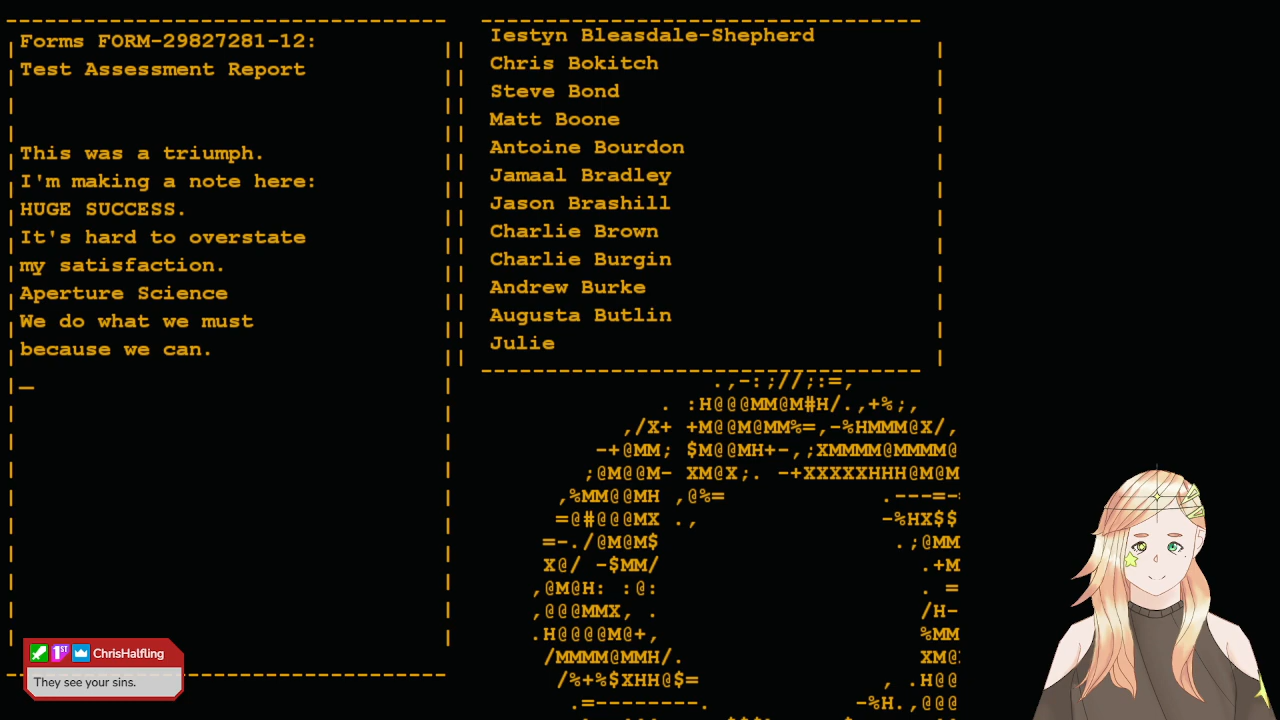 Forms FORM-29827281-12:
Test Assessment Report
This was a triumph.
I'm making a note here:
HUGE SUCCESS.
It's hard to overstate
my satisfaction.
Aperture Science
We do what we must
because we can.
_
Iestyn Bleasdale-Shepherd
Chris Bokitch
Steve Bond
Matt Boone
Antoine Bourdon
Jamaal Bradley
Jason Brashill
Charlie Brown
Charlie Burgin
Andrew Burke
Augusta Butlin
Julie
1ST ChrisHalfling
They see your sins.